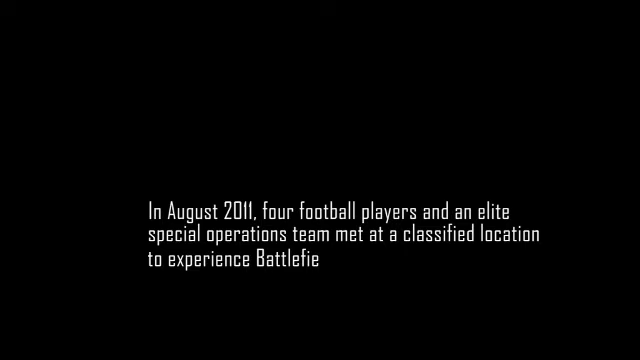 In August 2011, four football players and an elite
special operations team met at a classified location
to experience Battlefie